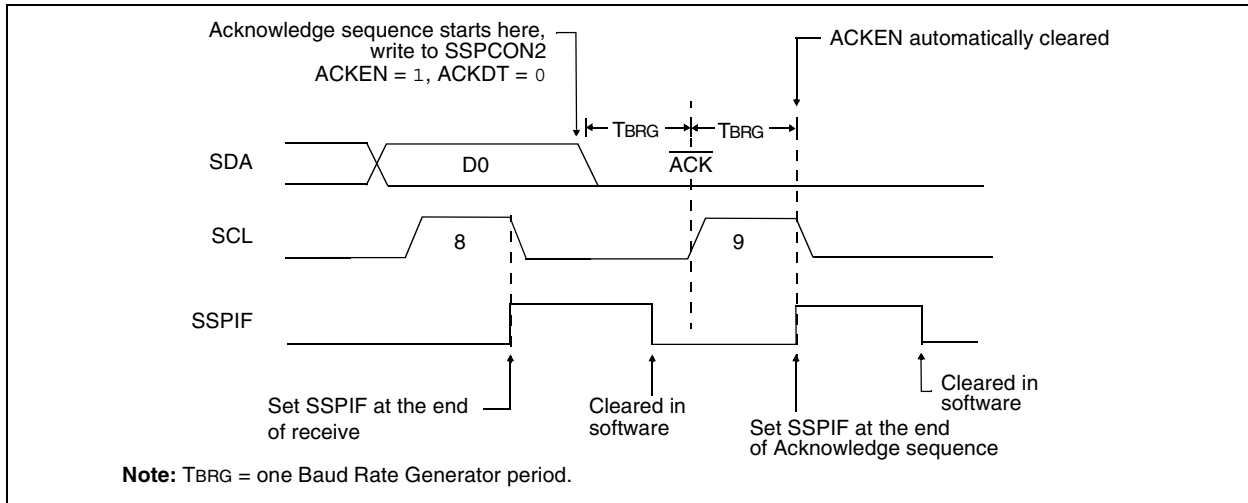 Acknowledge sequence starts here,
write to SSPCON2
ACKEN = 1, ACKDT = 0
ACKEN automatically cleared
TBRG
TBRG
SDA
D0
ACK
SCL
8
9
SSPIF
Set SSPIF at the end
of receive
Cleared in
software
Set SSPIF at the end
of Acknowledge sequence
Cleared in
software
Note: TBRG = one Baud Rate Generator period.